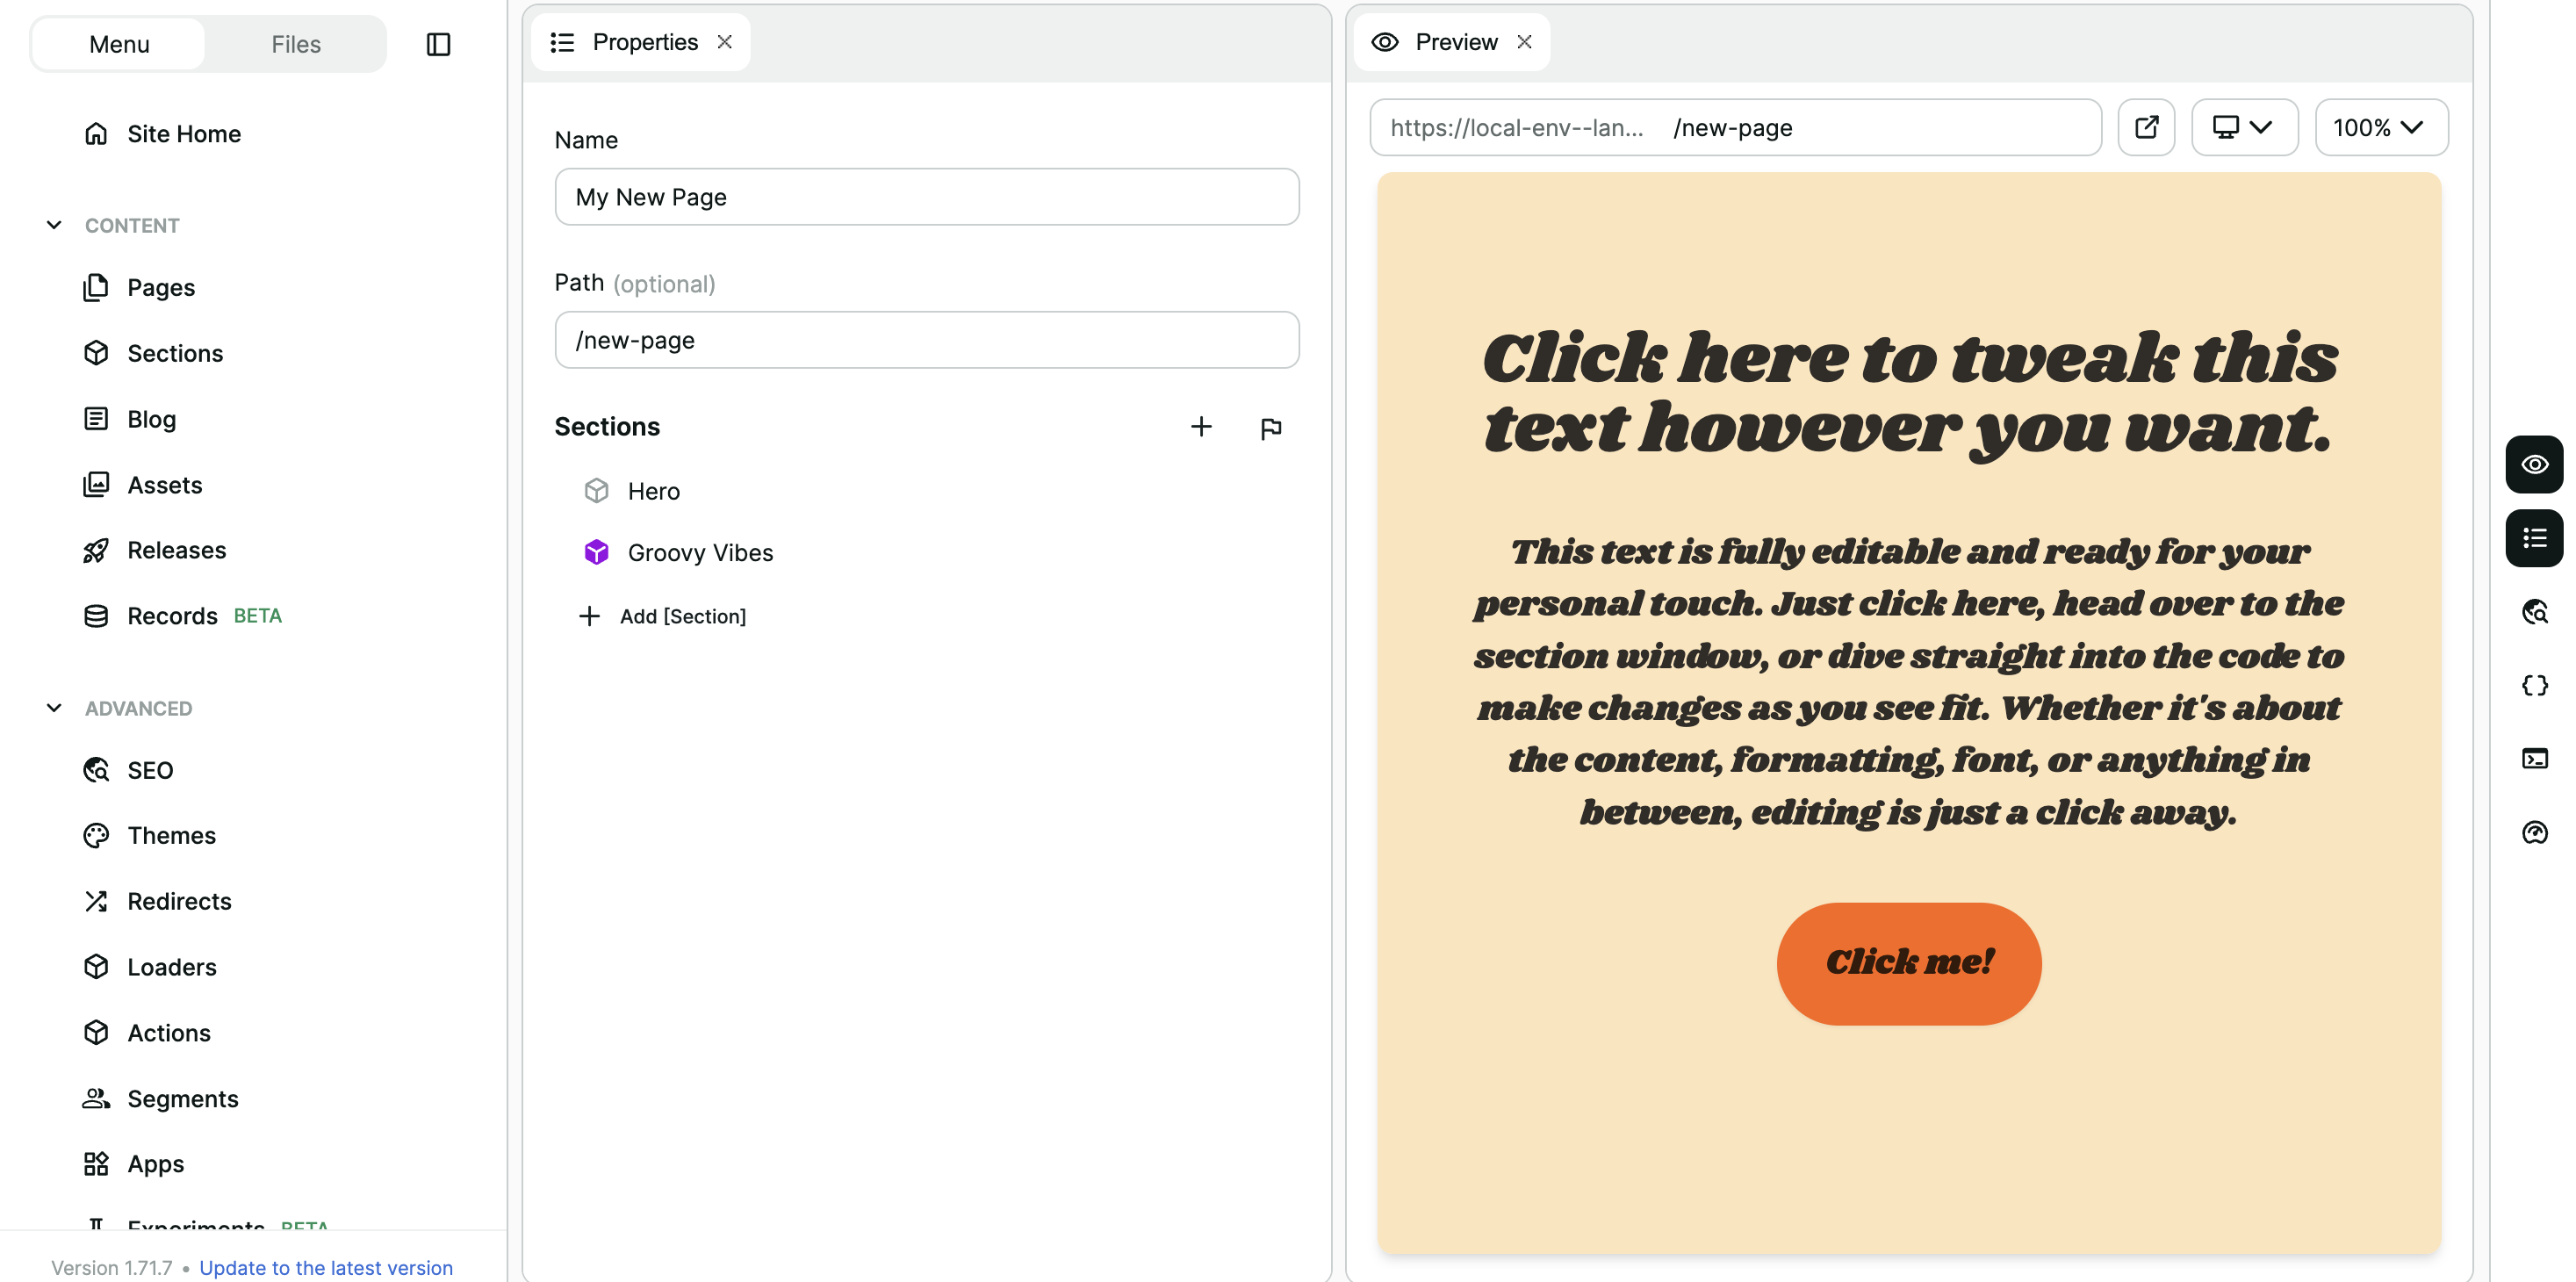 Menu
Files
Site Home
CONTENT
Pages
Sections
Blog
Assets
Releases
Records BETA
ADVANCED
SEO
Themes
Redirects
Loaders
Actions
Segments
Apps
Experiments BETA
Version 1.71.7 • Update to the latest version
Properties
Name
My New Page
Path (optional)
/new-page
Sections
Hero
Groovy Vibes
Add [Section]
Preview
https://local-env--lan... /new-page
100%
Click here to tweak this
text however you want.
This text is fully editable and ready for your
personal touch. Just click here, head over to the
section window, or dive straight into the code to
make changes as you see fit. Whether it's about
the content, formatting, font, or anything in
between, editing is just a click away.
Click me!